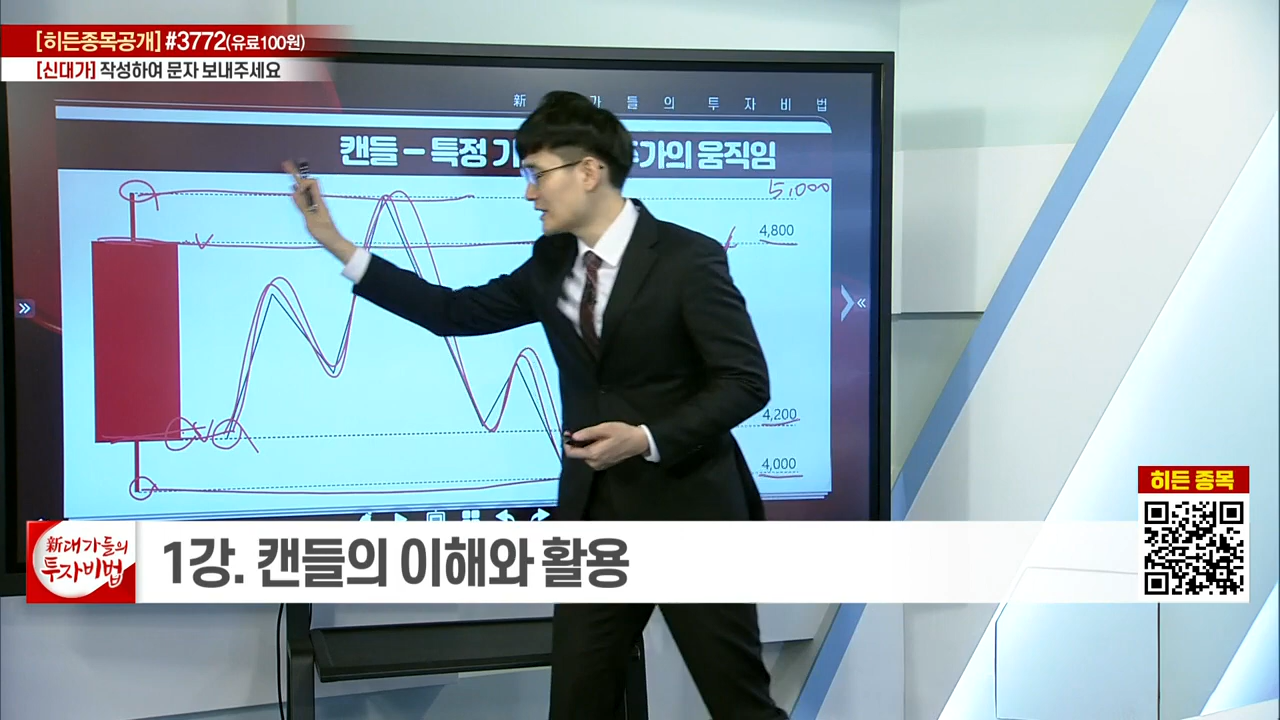 [히든종목공개] #3772(유료100원)
[신대가] 작성하여 문자 보내주세요
新 가 들 의 투 자 비 법
캔들 – 특정 기 주가의 움직임
5,000
4,800
4,200
4,000
히든 종목
新대가들의
투자비법
1강. 캔들의 이해와 활용